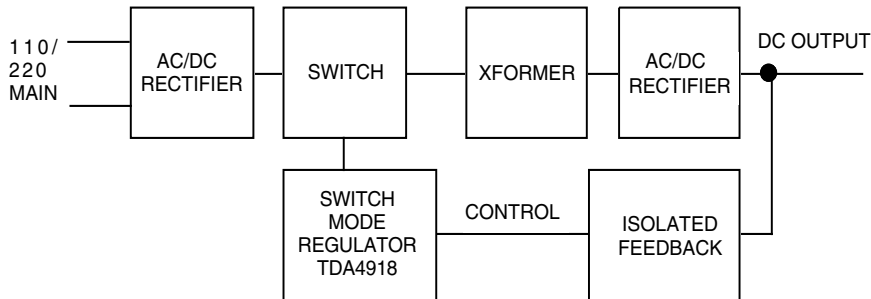 110/
220
MAIN
AC/DC
RECTIFIER
SWITCH
XFORMER
AC/DC
RECTIFIER
DC OUTPUT
SWITCH
MODE
REGULATOR
TDA4918
CONTROL
ISOLATED
FEEDBACK